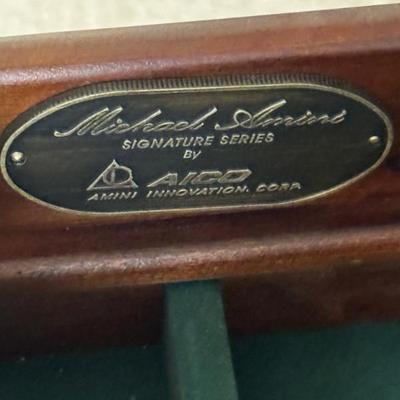 Michael Amini
SIGNATURE SERIES
BY
AICO
AMINI INNOVATION. CORP.